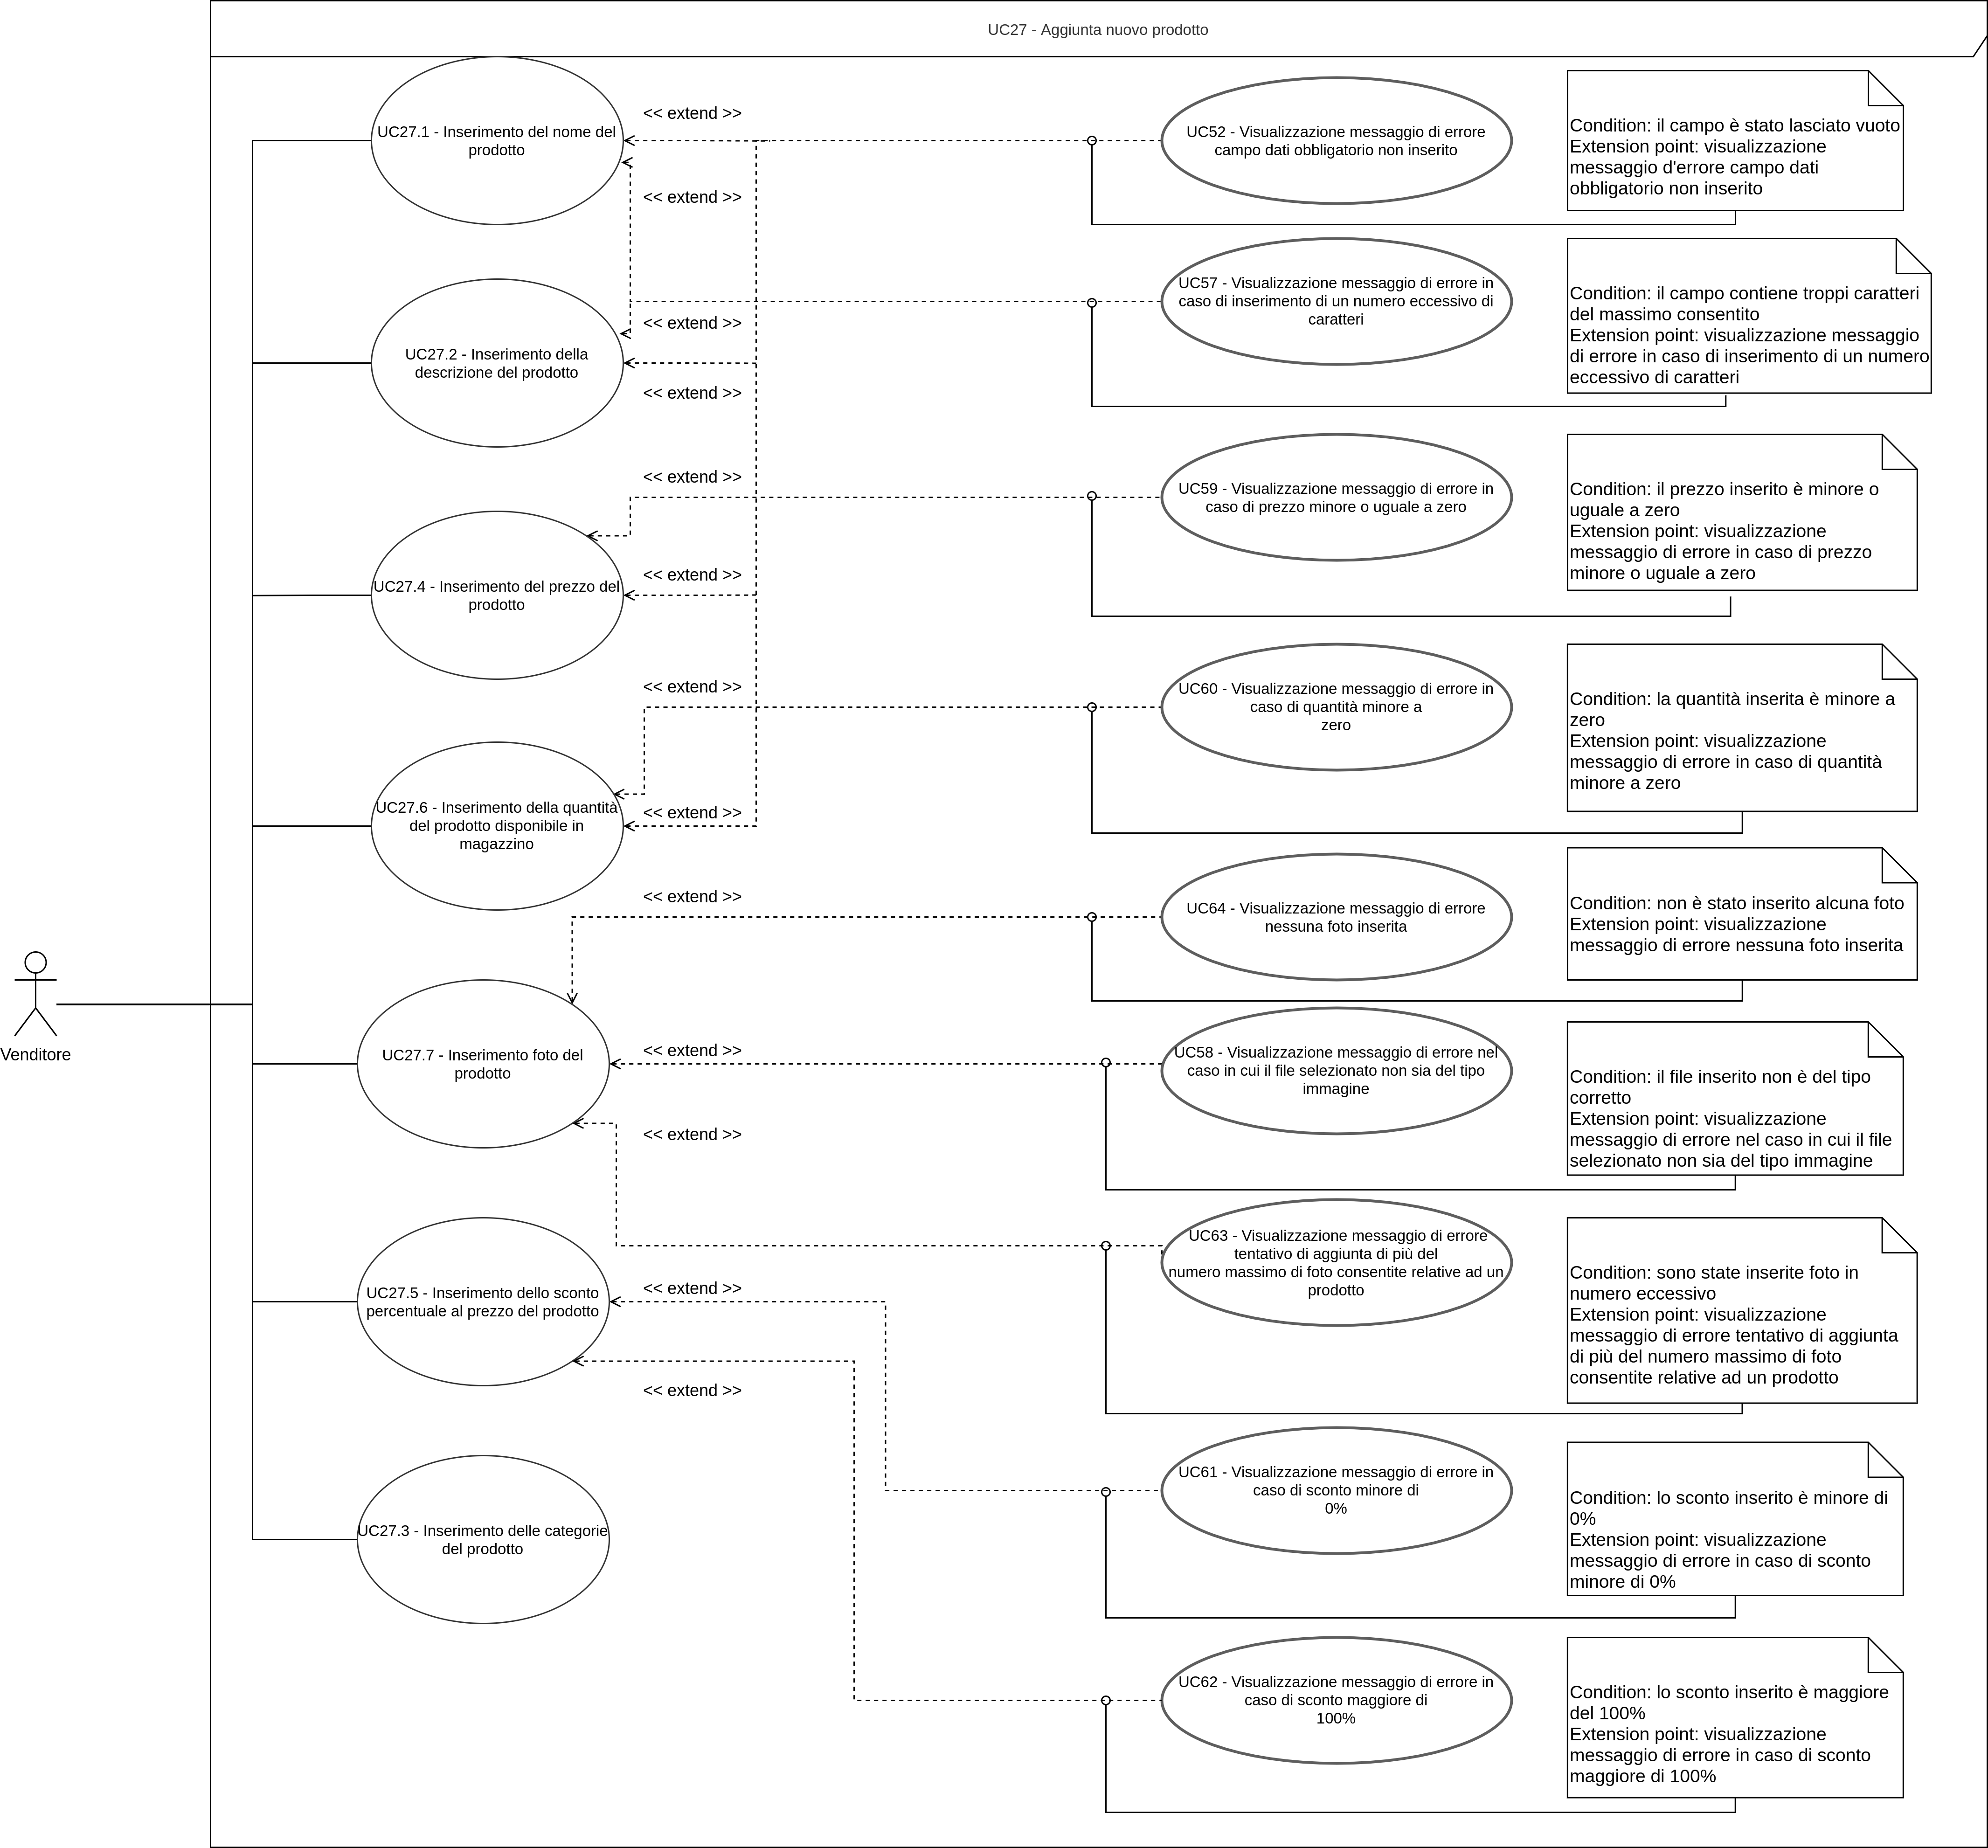 UC27 - Aggiunta nuovo prodotto
UC27.1 - Inserimento del nome del
prodotto
<< extend >>
<< extend >>
UC52 - Visualizzazione messaggio di errore
campo dati obbligatorio non inserito
Condition: il campo è stato lasciato vuoto
Extension point: visualizzazione
messaggio d'errore campo dati
obbligatorio non inserito
UC27.2 - Inserimento della
descrizione del prodotto
<< extend >>
<< extend >>
UC57 - Visualizzazione messaggio di errore in
caso di inserimento di un numero eccessivo di
caratteri
Condition: il campo contiene troppi caratteri
del massimo consentito
Extension point: visualizzazione messaggio
di errore in caso di inserimento di un numero
eccessivo di caratteri
UC27.4 - Inserimento del prezzo del
prodotto
<< extend >>
<< extend >>
UC59 - Visualizzazione messaggio di errore in
caso di prezzo minore o uguale a zero
Condition: il prezzo inserito è minore o
uguale a zero
Extension point: visualizzazione
messaggio di errore in caso di prezzo
minore o uguale a zero
UC27.6 - Inserimento della quantità
del prodotto disponibile in
magazzino
<< extend >>
<< extend >>
UC60 - Visualizzazione messaggio di errore in
caso di quantità minore a
zero
Condition: la quantità inserita è minore a
zero
Extension point: visualizzazione
messaggio di errore in caso di quantità
minore a zero
<< extend >>
UC64 - Visualizzazione messaggio di errore
nessuna foto inserita
Condition: non è stato inserito alcuna foto
Extension point: visualizzazione
messaggio di errore nessuna foto inserita
Venditore
UC27.7 - Inserimento foto del
prodotto
<< extend >>
<< extend >>
UC58 - Visualizzazione messaggio di errore nel
caso in cui il file selezionato non sia del tipo
immagine
Condition: il file inserito non è del tipo
corretto
Extension point: visualizzazione
messaggio di errore nel caso in cui il file
selezionato non sia del tipo immagine
UC27.5 - Inserimento dello sconto
percentuale al prezzo del prodotto
<< extend >>
<< extend >>
UC63 - Visualizzazione messaggio di errore
tentativo di aggiunta di più del
numero massimo di foto consentite relative ad un
prodotto
Condition: sono state inserite foto in
numero eccessivo
Extension point: visualizzazione
messaggio di errore tentativo di aggiunta
di più del numero massimo di foto
consentite relative ad un prodotto
UC27.3 - Inserimento delle categorie
del prodotto
UC61 - Visualizzazione messaggio di errore in
caso di sconto minore di
0%
Condition: lo sconto inserito è minore di
0%
Extension point: visualizzazione
messaggio di errore in caso di sconto
minore di 0%
UC62 - Visualizzazione messaggio di errore in
caso di sconto maggiore di
100%
Condition: lo sconto inserito è maggiore
del 100%
Extension point: visualizzazione
messaggio di errore in caso di sconto
maggiore di 100%